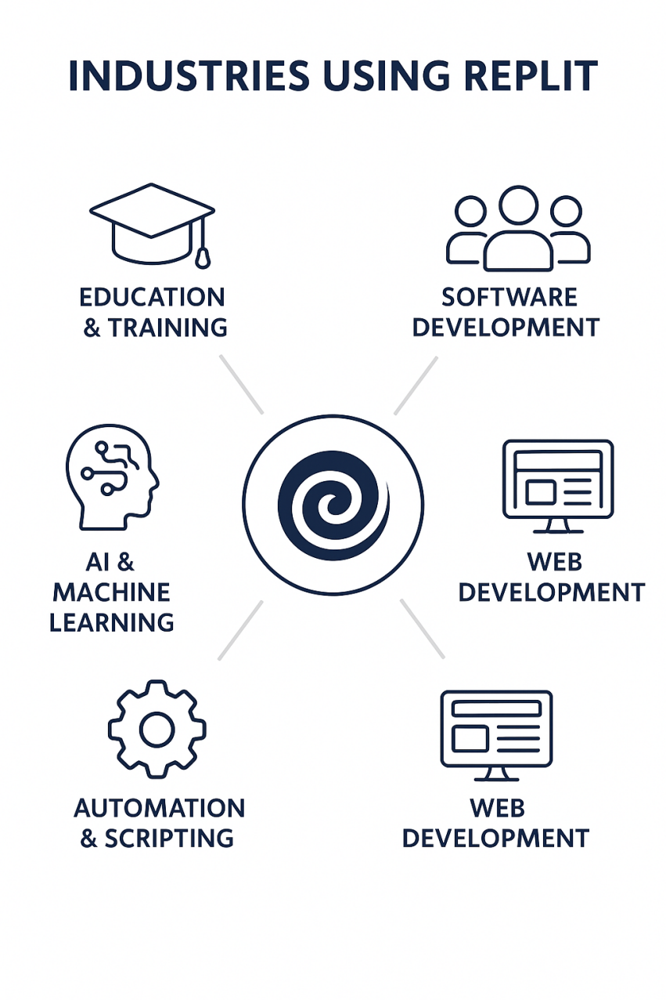 INDUSTRIES USING REPLIT
EDUCATION
& TRAINING
SOFTWARE
DEVELOPMENT
AI &
MACHINE
LEARNING
WEB
DEVELOPMENT
AUTOMATION
& SCRIPTING
WEB
DEVELOPMENT